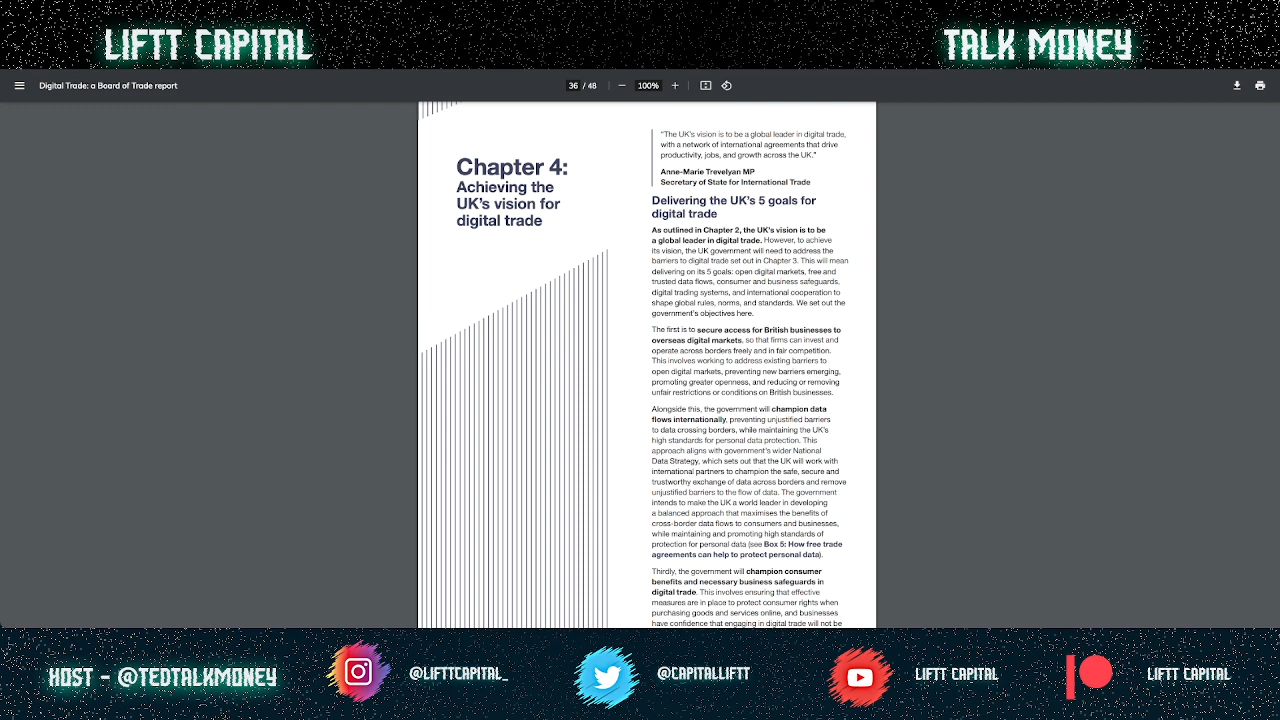 LIFTT CAPITAL
TALK MONEY
Digital Trade: a Board of Trade report
36 / 48
100%
Chapter 4:
Achieving the
UK's vision for
digital trade
"The UK's vision is to be a global leader in digital trade,
with a network of international agreements that drive
productivity, jobs, and growth across the UK."
Anne-Marie Trevelyan MP
Secretary of State for International Trade
Delivering the UK's 5 goals for
digital trade
As outlined in Chapter 2, the UK's vision is to be
a global leader in digital trade. However, to achieve
its vision, the UK government will need to address the
barriers to digital trade set out in Chapter 3. This will mean
delivering on its 5 goals: open digital markets, free and
trusted data flows, consumer and business safeguards,
digital trading systems, and international cooperation to
shape global rules, norms, and standards. We set out the
government's objectives here.
The first is to secure access for British businesses to
overseas digital markets, so that firms can invest and
operate across borders freely and in fair competition.
This involves working to address existing barriers to
open digital markets, preventing new barriers emerging,
promoting greater openness, and reducing or removing
unfair restrictions or conditions on British businesses.
Alongside this, the government will champion data
flows internationally, preventing unjustified barriers
to data crossing borders, while maintaining the UK's
high standards for personal data protection. This
approach aligns with government's wider National
Data Strategy, which sets out that the UK will work with
international partners to champion the safe, secure and
trustworthy exchange of data across borders and remove
unjustified barriers to the flow of data. The government
intends to make the UK a world leader in developing
a balanced approach that maximises the benefits of
cross-border data flows to consumers and businesses,
while maintaining and promoting high standards of
protection for personal data (see Box 5: How free trade
agreements can help to protect personal data).
Thirdly, the government will champion consumer
benefits and necessary business safeguards in
digital trade. This involves ensuring that effective
measures are in place to protect consumer rights when
purchasing goods and services online, and businesses
have confidence that engaging in digital trade will not be
HOST - @TEDTALKMONEY
@LIFTTCAPITAL_
@CAPITALLIFTT
LIFTT CAPITAL
LIFTT CAPITAL